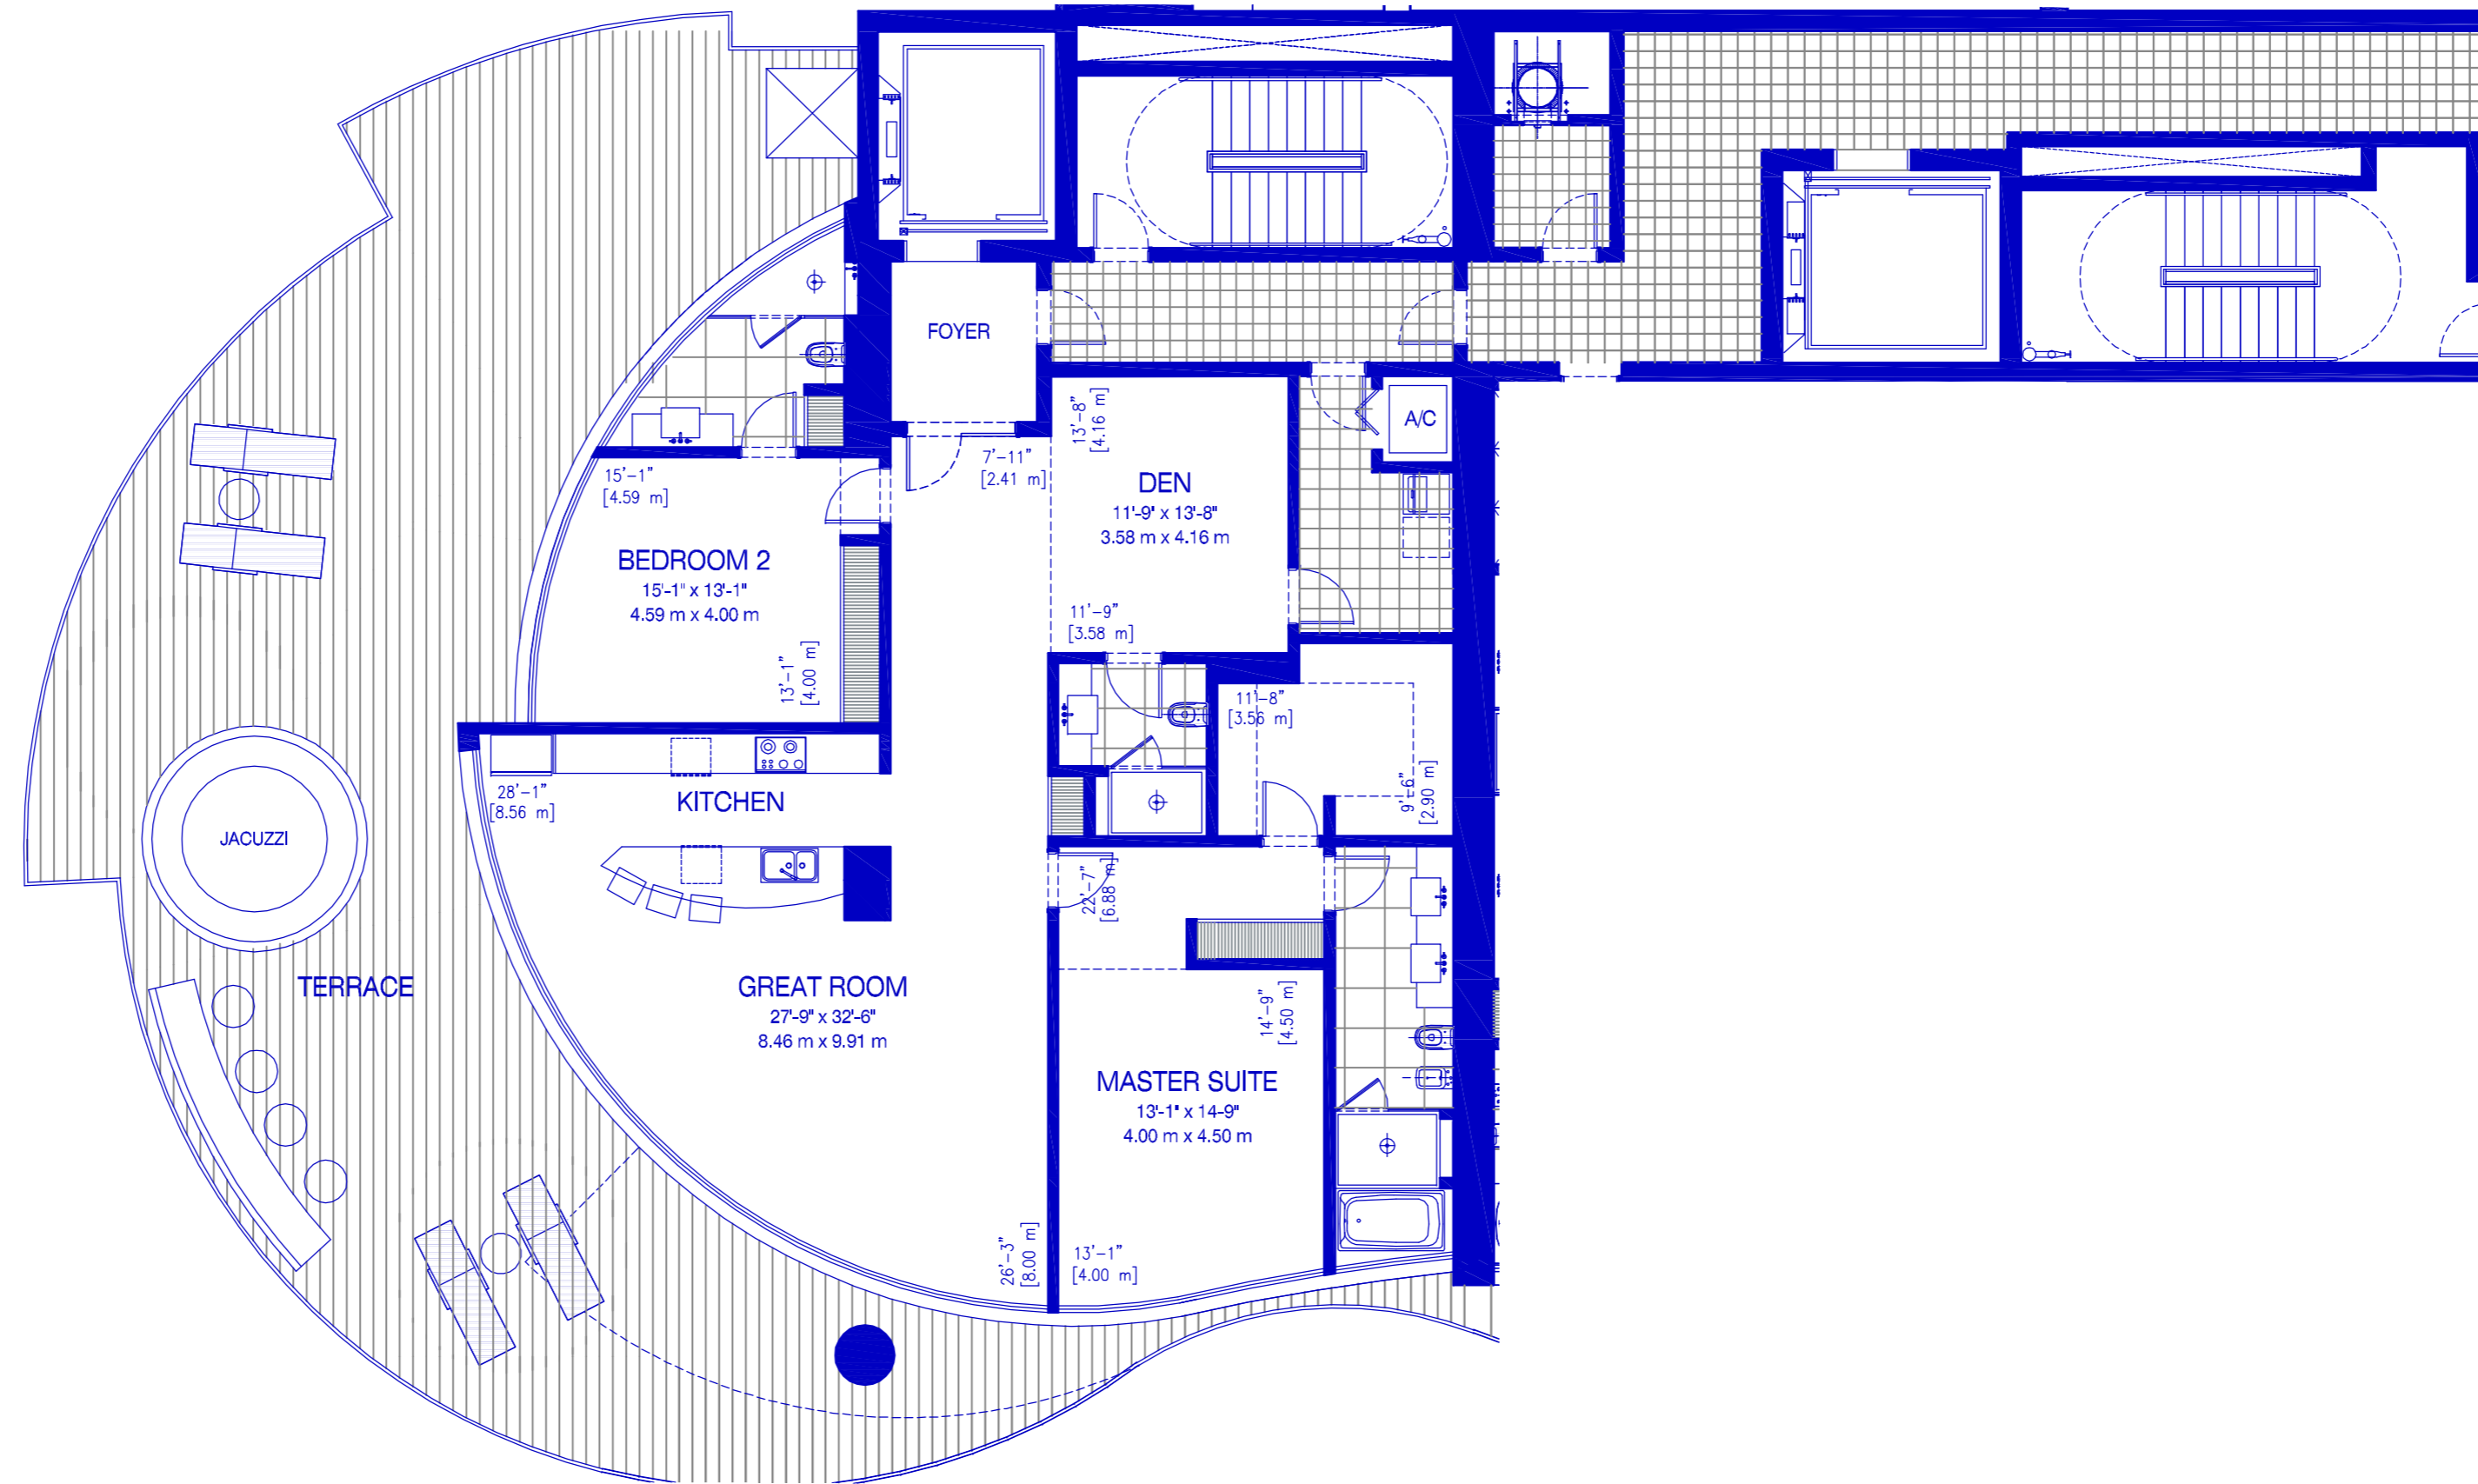 FOYER
A/C
13'-8"
[4.16 m]
7'-11"
[2.41 m]
DEN
11'-9" x 13'-8"
3.58 m x 4.16 m
15'-1"
[4.59 m]
BEDROOM 2
15'-1" x 13'-1"
4.59 m x 4.00 m
11'-9"
[3.58 m]
13'-1"
[4.00 m]
11'-8"
[3.56 m]
28'-1"
[8.56 m]
KITCHEN
9'-6"
[2.90 m]
JACUZZI
22'-7"
[6.88 m]
TERRACE
GREAT ROOM
27'-9" x 32'-6"
8.46 m x 9.91 m
14'-9"
[4.50 m]
MASTER SUITE
13'-1" x 14'-9"
4.00 m x 4.50 m
26'-3"
[8.00 m]
13'-1"
[4.00 m]